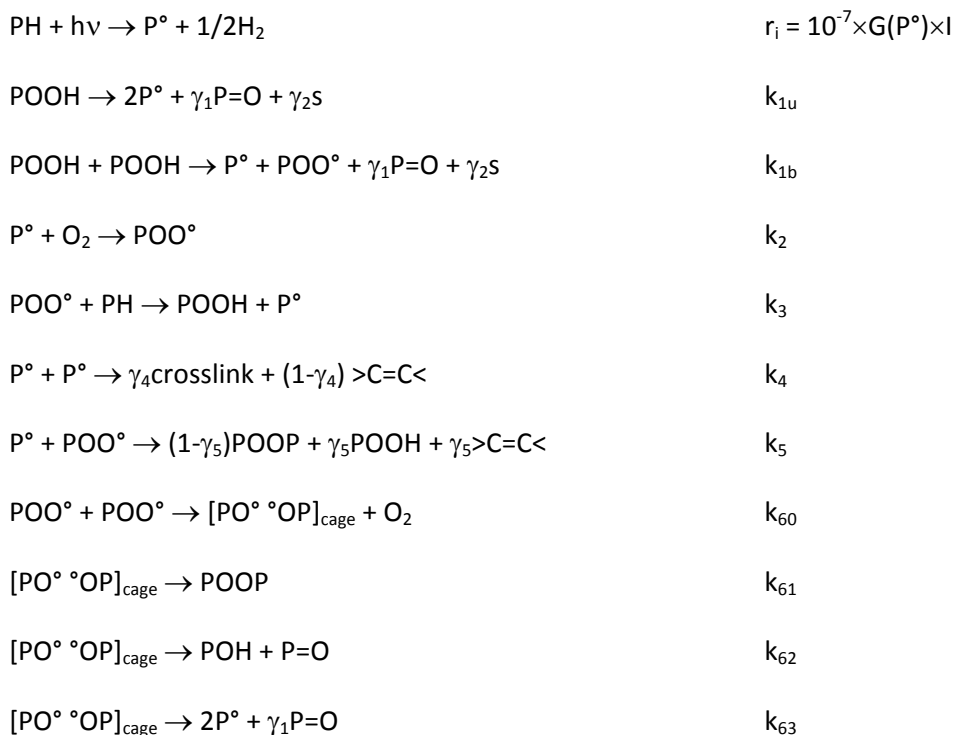 PH + hν → P° + 1/2H₂ rᵢ = 10⁻⁷×G(P°)×I
POOH → 2P° + γ₁P=O + γ₂s k₁ᵤ
POOH + POOH → P° + POO° + γ₁P=O + γ₂s k₁b
P° + O₂ → POO° k₂
POO° + PH → POOH + P° k₃
P° + P° → γ₄crosslink + (1-γ₄) >C=C< k₄
P° + POO° → (1-γ₅)POOP + γ₅POOH + γ₅>C=C< k₅
POO° + POO° → [PO° °OP]cage + O₂ k₆₀
[PO° °OP]cage → POOP k₆₁
[PO° °OP]cage → POH + P=O k₆₂
[PO° °OP]cage → 2P° + γ₁P=O k₆₃